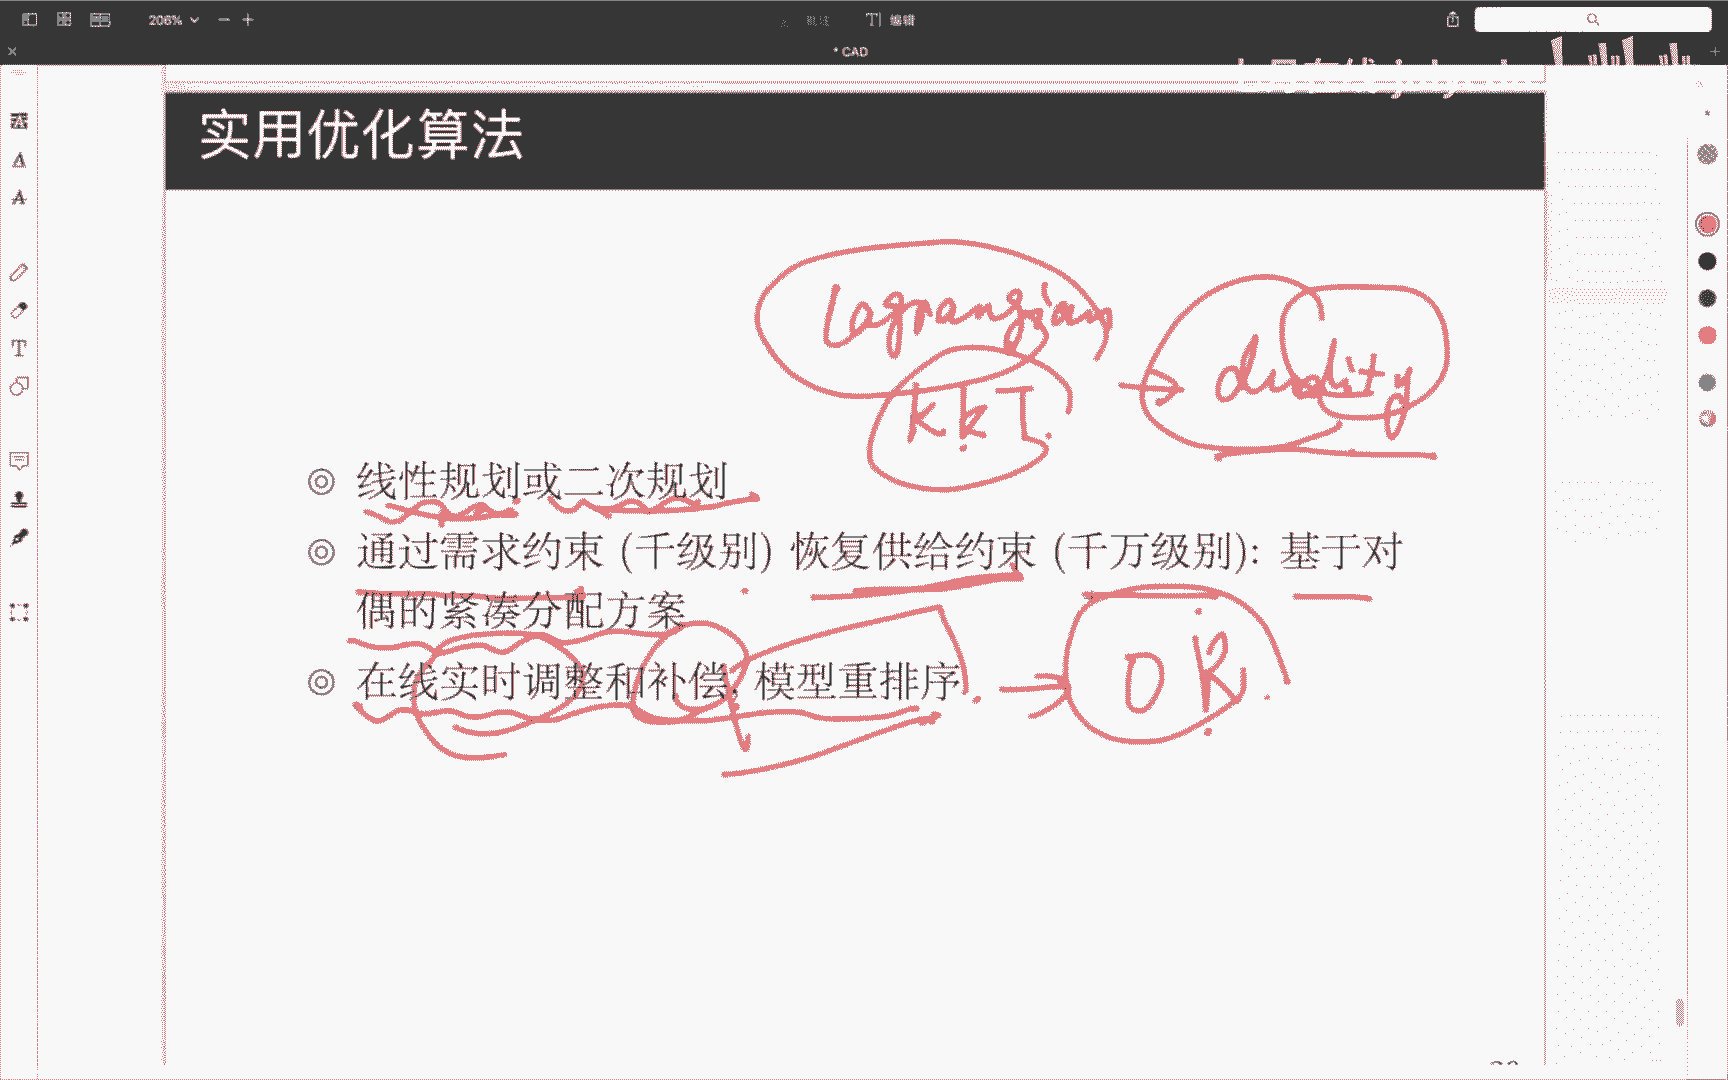 206%
T 编辑
* CAD
实用优化算法
Lagrangian
KKT.
→ duality
线性规划或二次规划
通过需求约束 (千级别) 恢复供给约束 (千万级别): 基于对
偶的紧凑分配方案
在线实时调整和补偿, 模型重排序. → OR.